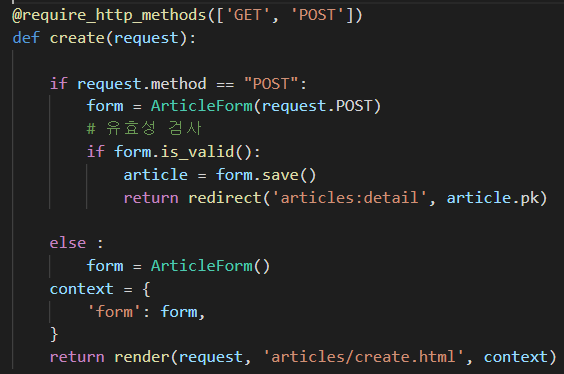 @require_http_methods(['GET', 'POST'])
def create(request):
    if request.method == "POST":
        form = ArticleForm(request.POST)
        # 유효성 검사
        if form.is_valid():
            article = form.save()
            return redirect('articles:detail', article.pk)
    else :
        form = ArticleForm()
    context = {
        'form': form,
    }
    return render(request, 'articles/create.html', context)